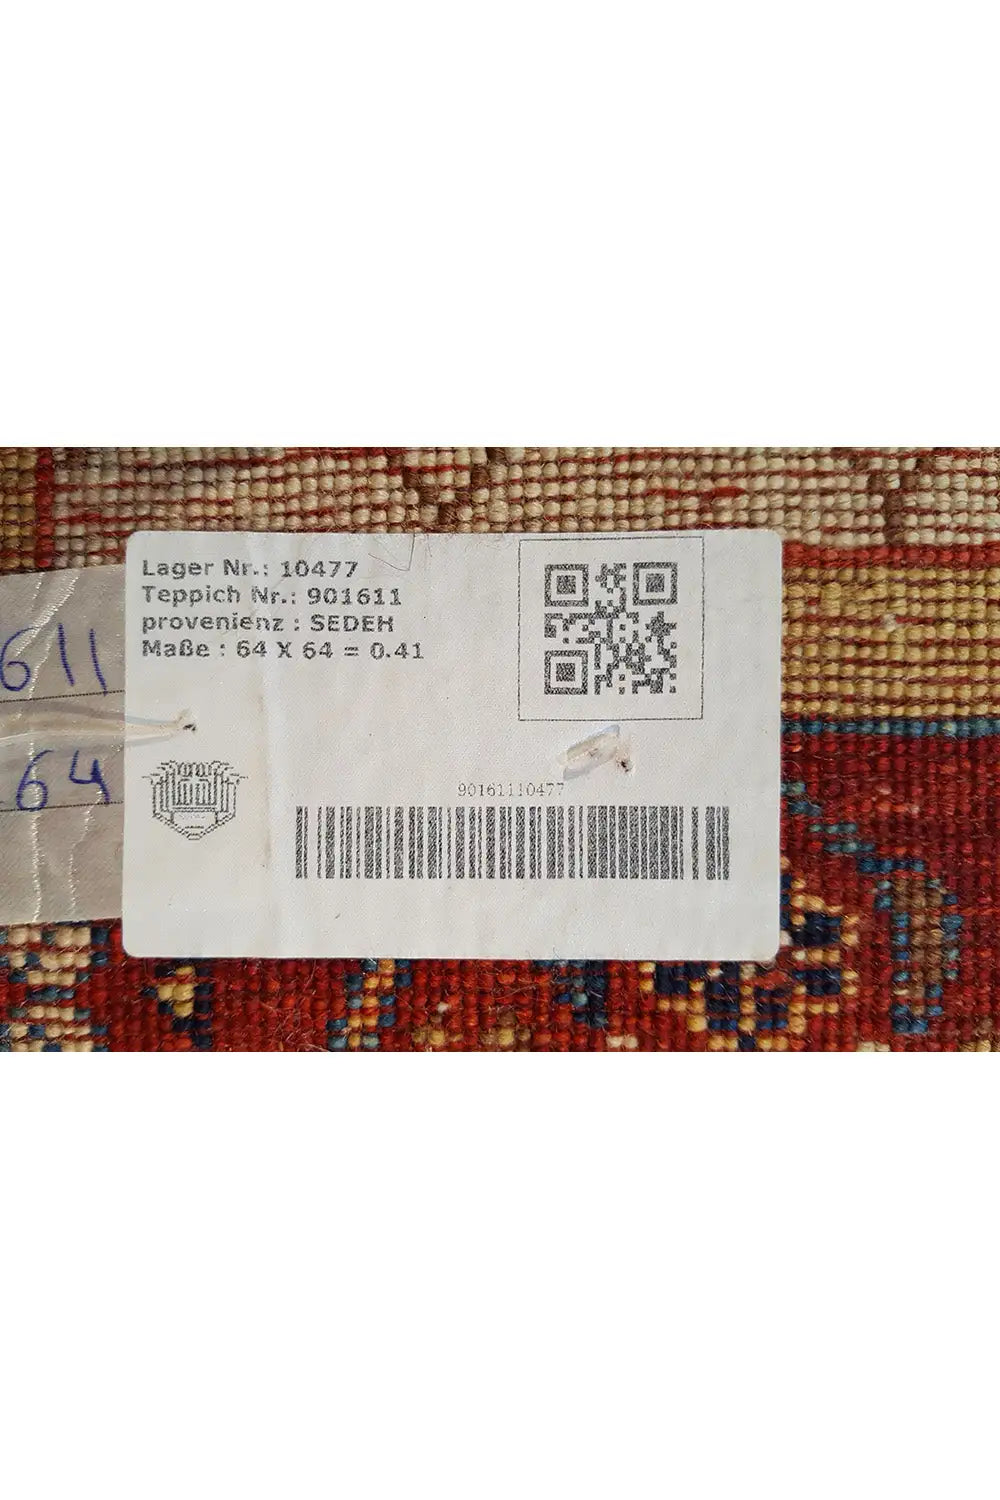 Lager Nr.: 10477
Teppich Nr.: 901611
provenienz : SEDEH
Maße : 64 X 64 = 0.41
611
64
90161110477